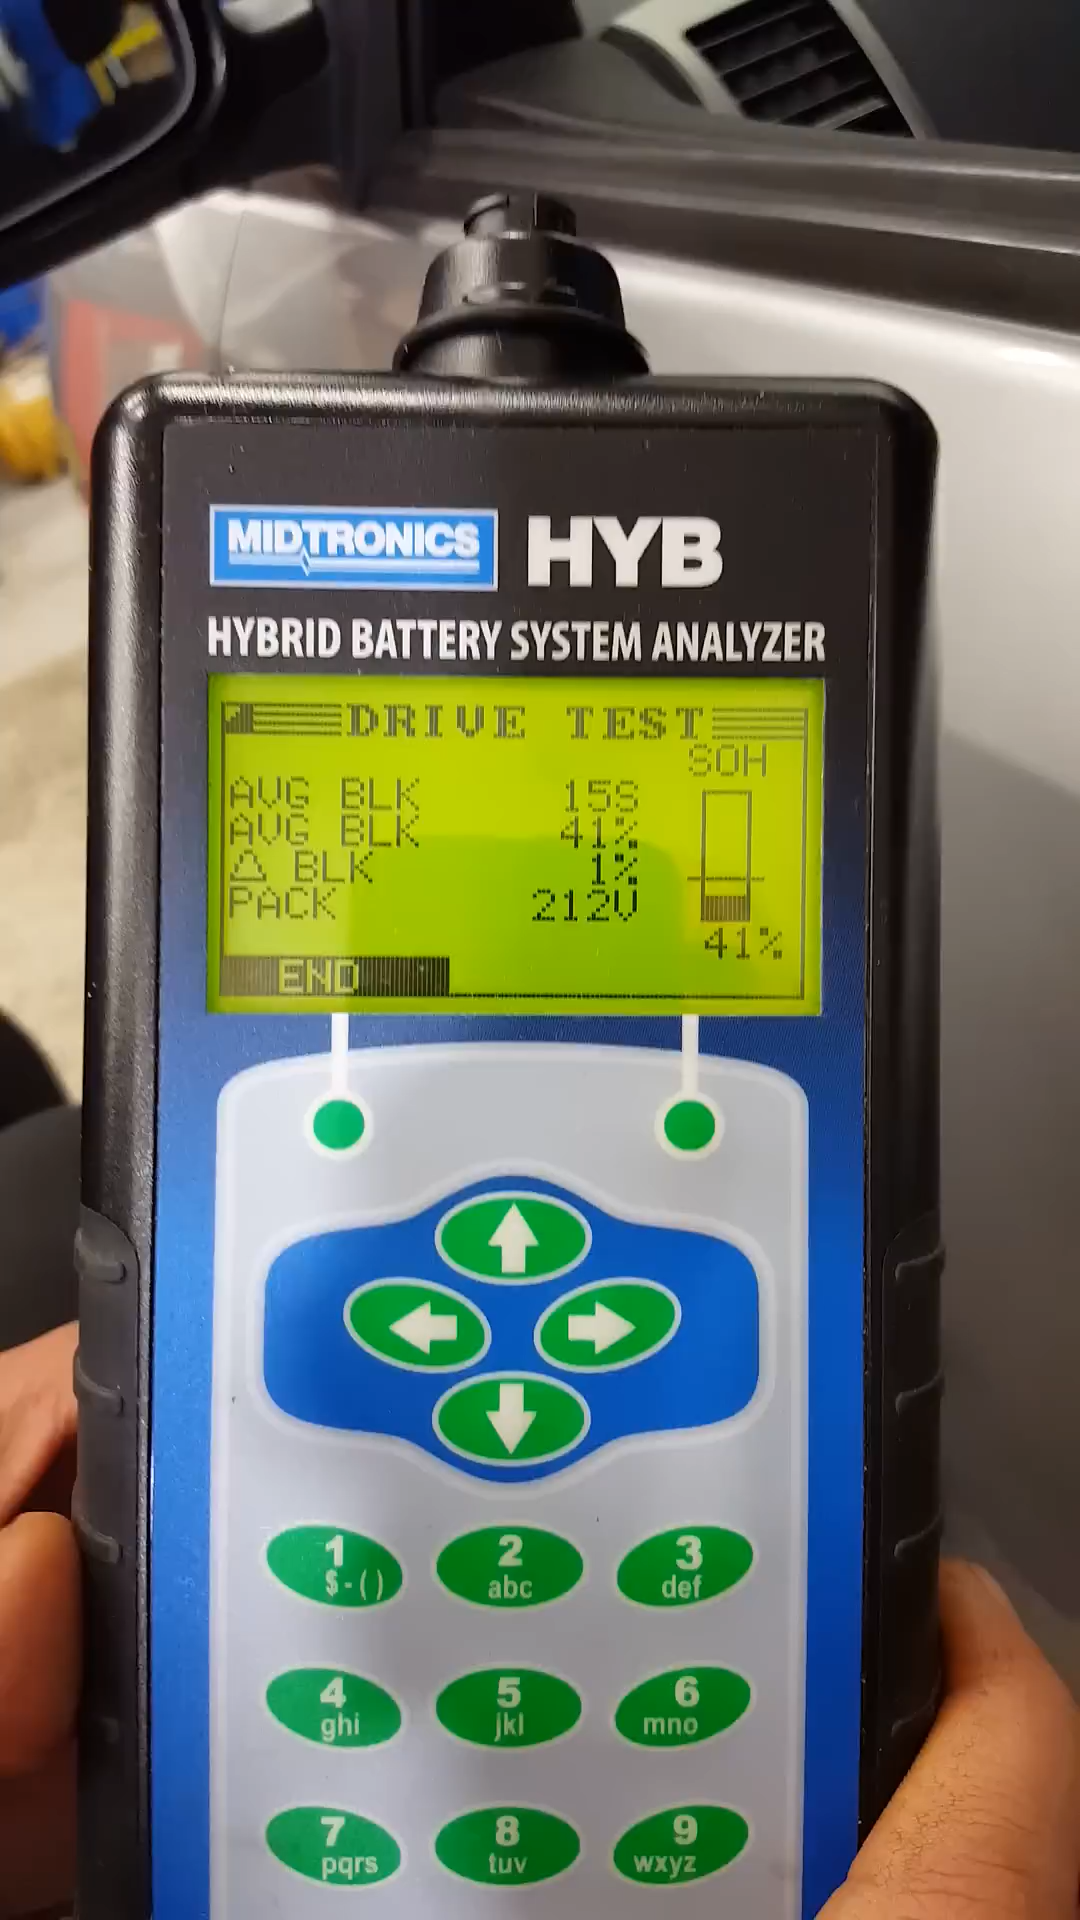 MIDTRONICS HYB
HYBRID BATTERY SYSTEM ANALYZER
DRIVE TEST
SOH
AVG BLK 15S
AVG BLK 41%
△ BLK 1%
PACK 212V
41%
END
1 2 3
$-() abc def
4 5 6
ghi jkl mno
7 8 9
pqrs tuv wxyz